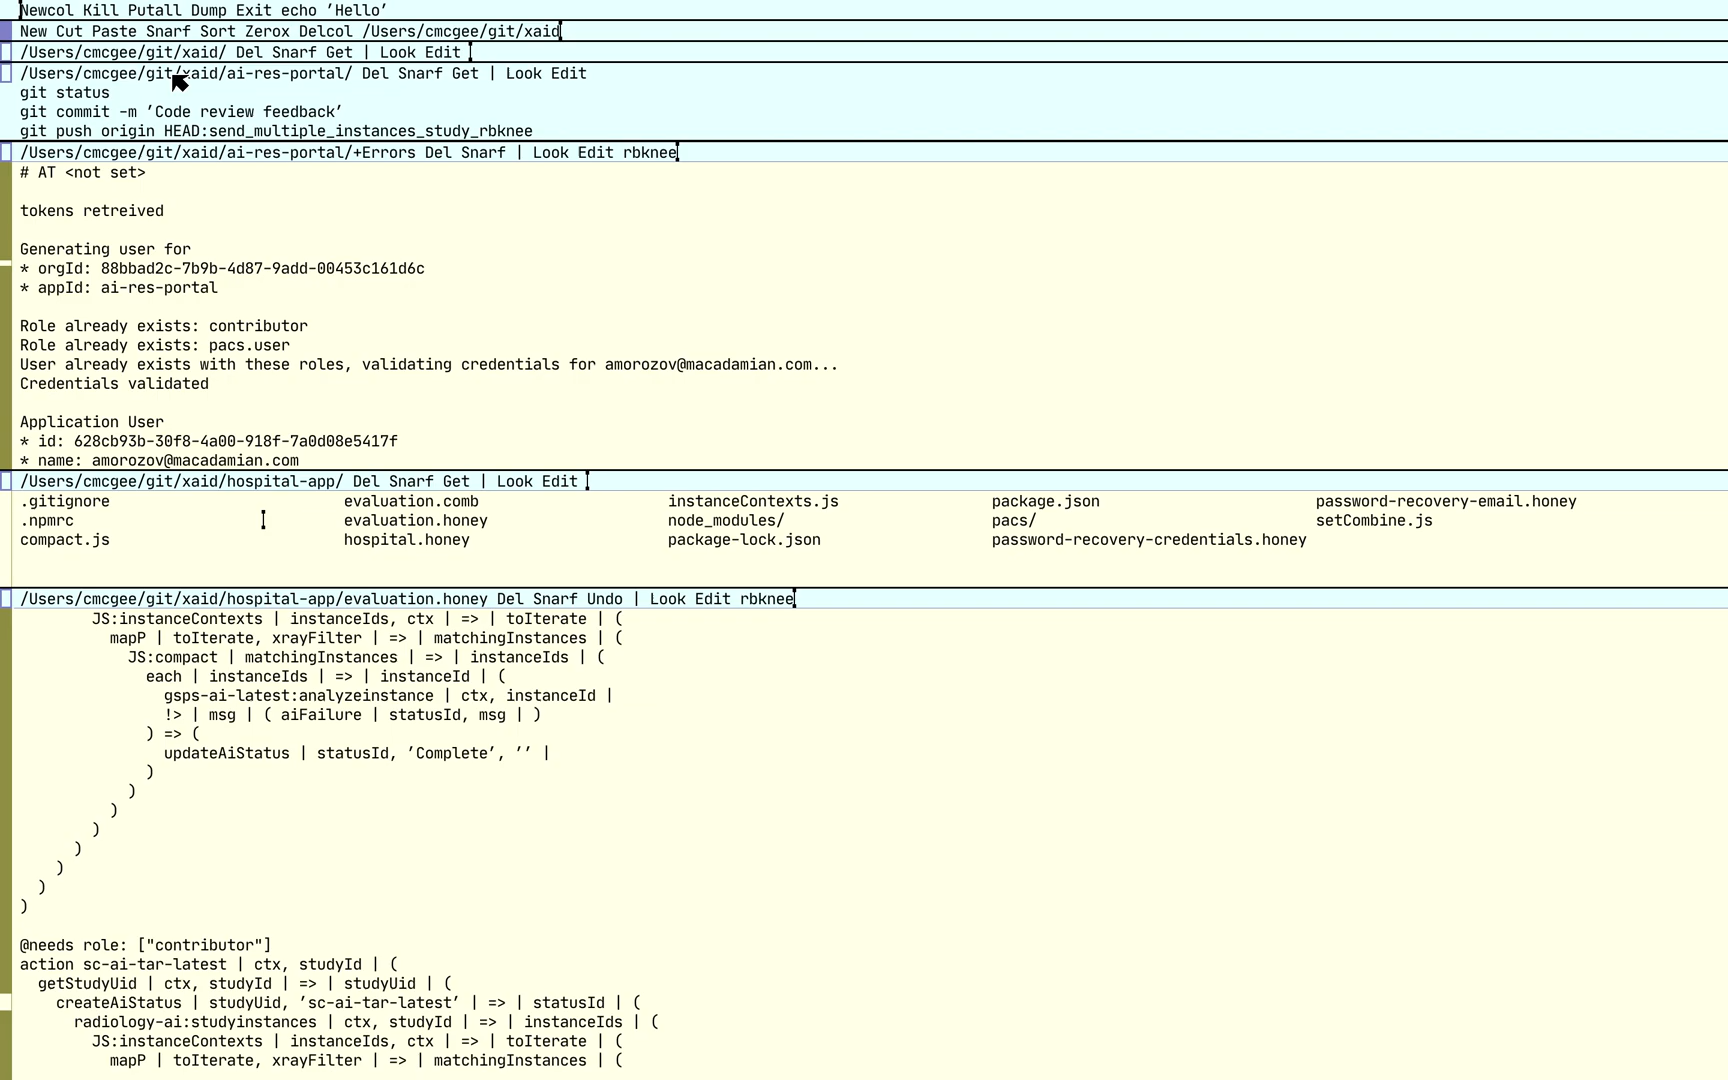 Newcol Kill Putall Dump Exit echo ’Hello’
New Cut Paste Snarf Sort Zerox Delcol /Users/cmcgee/git/xaid
/Users/cmcgee/git/xaid/ Del Snarf Get | Look Edit
/Users/cmcgee/git/xaid/ai-res-portal/ Del Snarf Get | Look Edit
git status
git commit -m ’Code review feedback’
git push origin HEAD:send_multiple_instances_study_rbknee
/Users/cmcgee/git/xaid/ai-res-portal/+Errors Del Snarf | Look Edit rbknee
# AT <not set>
tokens retreived
Generating user for
* orgId: 88bbad2c-7b9b-4d87-9add-00453c161d6c
* appId: ai-res-portal
Role already exists: contributor
Role already exists: pacs.user
User already exists with these roles, validating credentials for amorozov@macadamian.com...
Credentials validated
Application User
* id: 628cb93b-30f8-4a00-918f-7a0d08e5417f
* name: amorozov@macadamian.com
/Users/cmcgee/git/xaid/hospital-app/ Del Snarf Get | Look Edit
.gitignore evaluation.comb instanceContexts.js package.json password-recovery-email.honey
.npmrc evaluation.honey node_modules/ pacs/ setCombine.js
compact.js hospital.honey package-lock.json password-recovery-credentials.honey
/Users/cmcgee/git/xaid/hospital-app/evaluation.honey Del Snarf Undo | Look Edit rbknee
JS:instanceContexts | instanceIds, ctx | => | toIterate | (
mapP | toIterate, xrayFilter | => | matchingInstances | (
JS:compact | matchingInstances | => | instanceIds | (
each | instanceIds | => | instanceId | (
gsps-ai-latest:analyzeinstance | ctx, instanceId |
!> | msg | ( aiFailure | statusId, msg | )
) => (
updateAiStatus | statusId, ’Complete’, ’’ |
)
)
)
)
)
)
)
)
@needs role: ["contributor"]
action sc-ai-tar-latest | ctx, studyId | (
getStudyUid | ctx, studyId | => | studyUid | (
createAiStatus | studyUid, ’sc-ai-tar-latest’ | => | statusId | (
radiology-ai:studyinstances | ctx, studyId | => | instanceIds | (
JS:instanceContexts | instanceIds, ctx | => | toIterate | (
mapP | toIterate, xrayFilter | => | matchingInstances | (